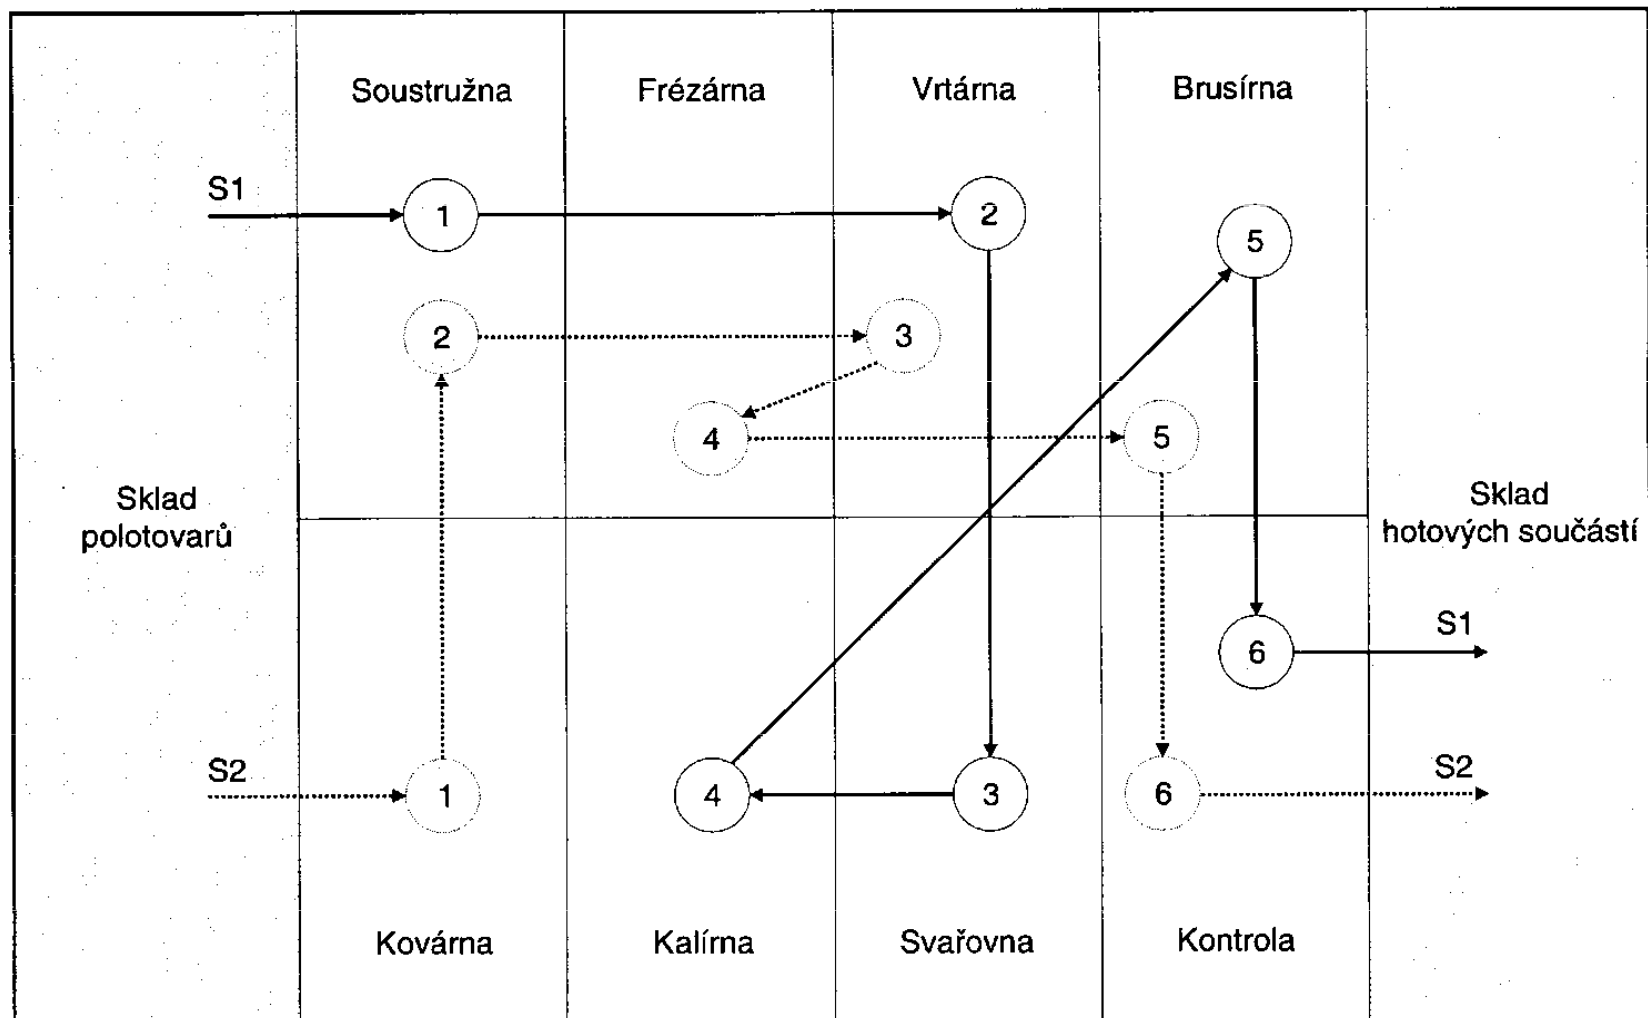 Soustružna
Frézárna
Vrtárna
Brusírna
S1
1
2
5
2
3
4
5
Sklad
polotovarů
Sklad
hotových součástí
6
S1
S2
1
4
3
6
S2
Kovárna
Kalírna
Svařovna
Kontrola